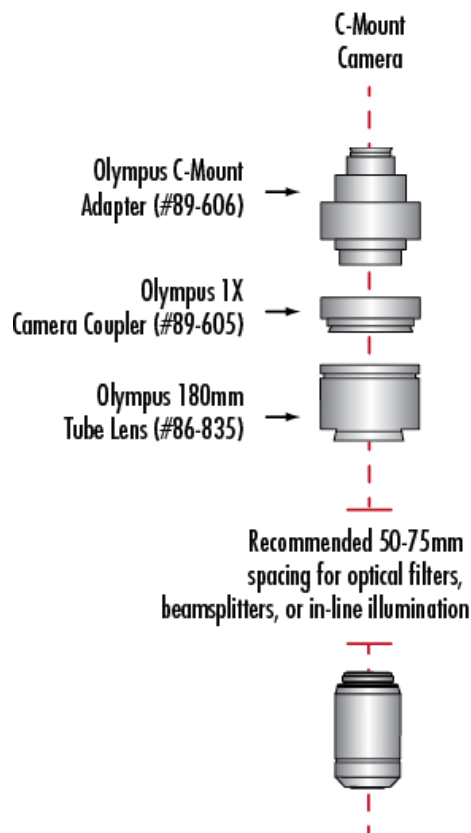 C-Mount
Camera
Olympus C-Mount
Adapter (#89-606)
Olympus 1X
Camera Coupler (#89-605)
Olympus 180mm
Tube Lens (#86-835)
Recommended 50-75mm
spacing for optical filters,
beamsplitters, or in-line illumination